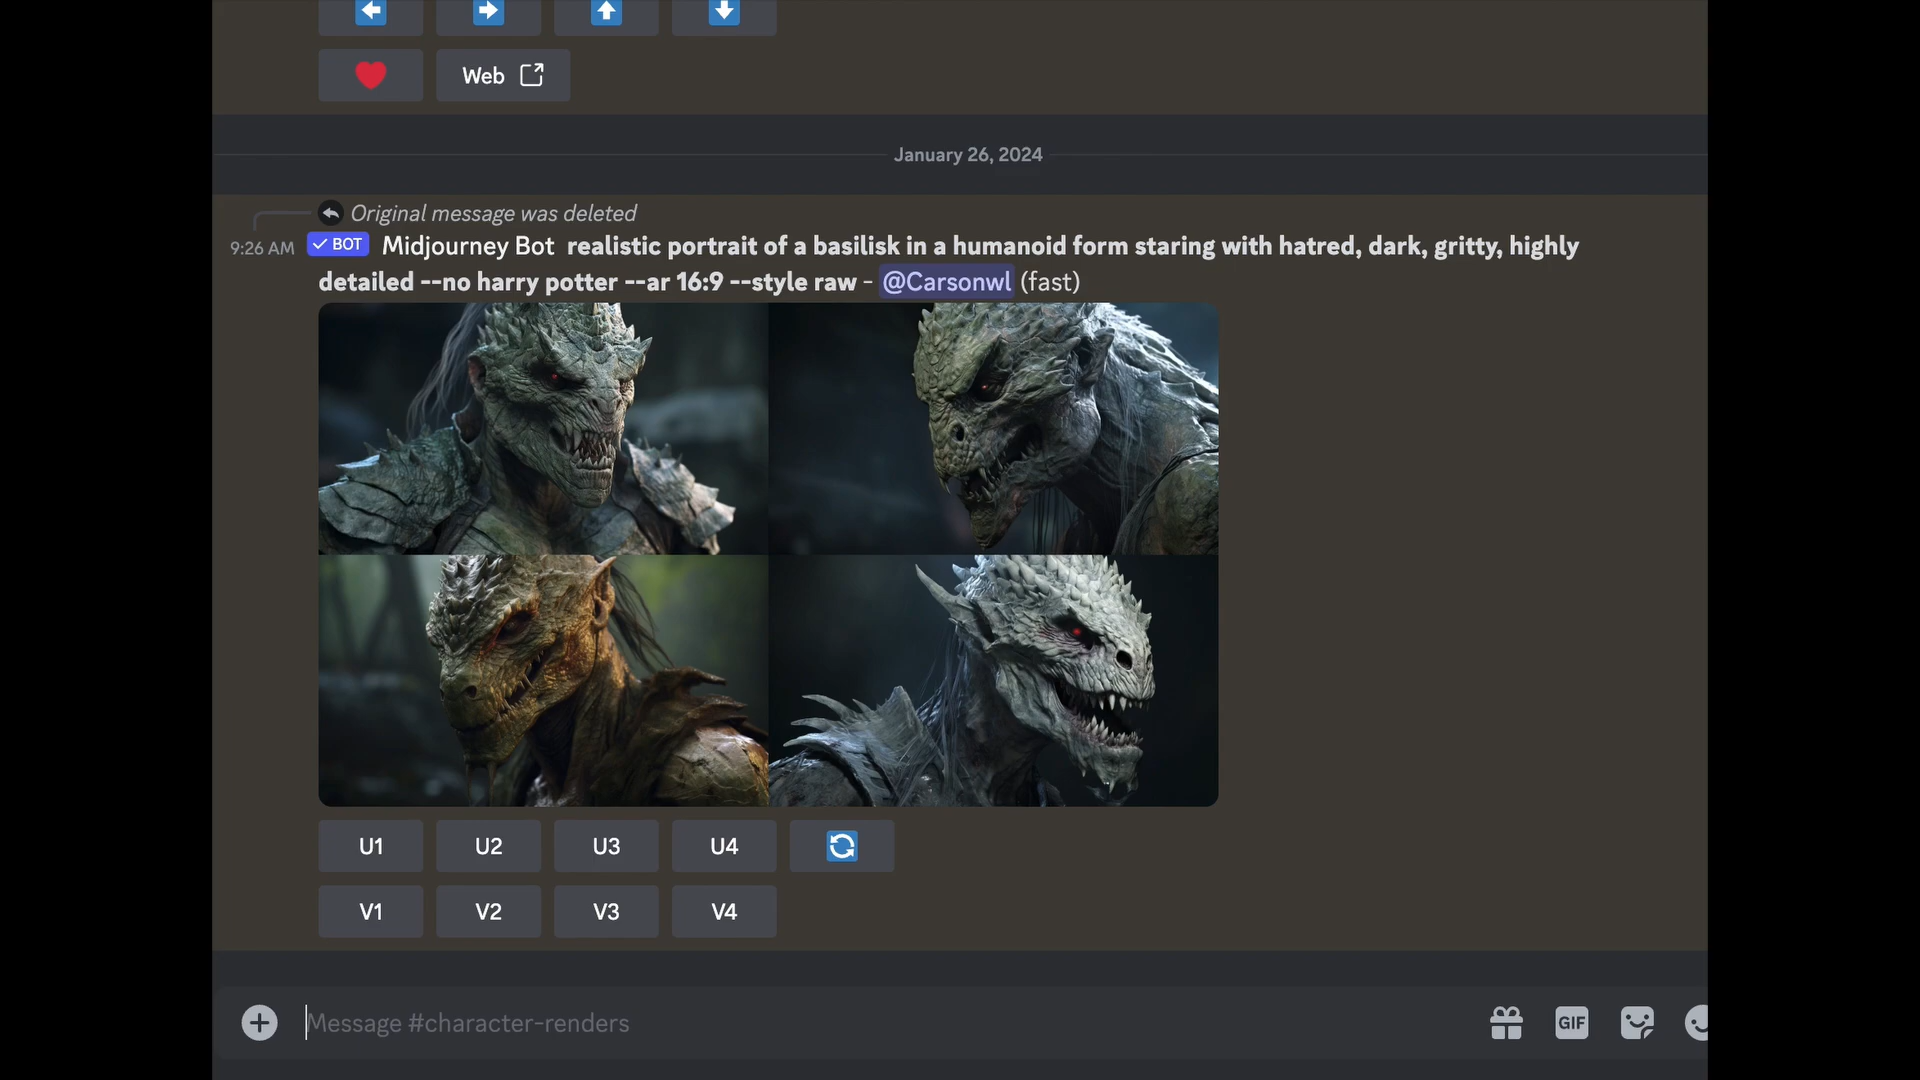 Web
January 26, 2024
Original message was deleted
9:26 AM BOT Midjourney Bot realistic portrait of a basilisk in a humanoid form staring with hatred, dark, gritty, highly
detailed --no harry potter --ar 16:9 --style raw - @Carsonwl (fast)
U1 U2 U3 U4
V1 V2 V3 V4
Message #character-renders GIF